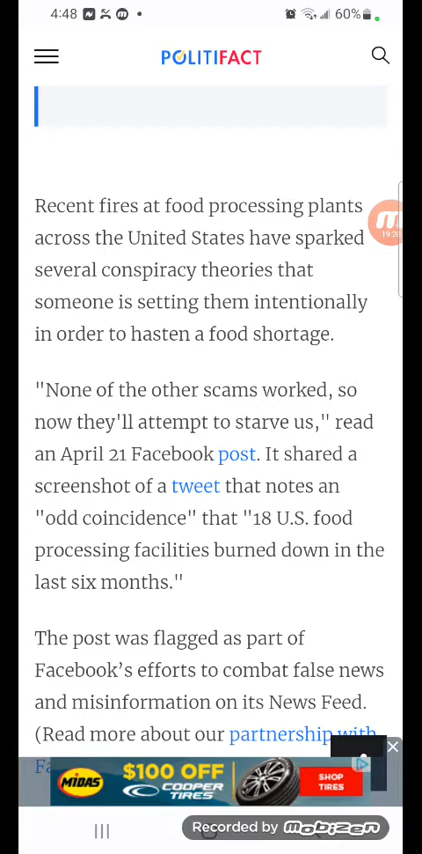 4:48
60%
POLITIFACT
Recent fires at food processing plants
19:20
across the United States have sparked
several conspiracy theories that
someone is setting them intentionally
in order to hasten a food shortage.
"None of the other scams worked, so
now they'll attempt to starve us," read
an April 21 Facebook post. It shared a
screenshot of a tweet that notes an
"odd coincidence" that "18 U.S. food
processing facilities burned down in the
last six months."
The post was flagged as part of
Facebook's efforts to combat false news
and misinformation on its News Feed.
(Read more about our partnership with
MIDAS $100 OFF COOPER TIRES SHOP TIRES
Recorded by mobizen